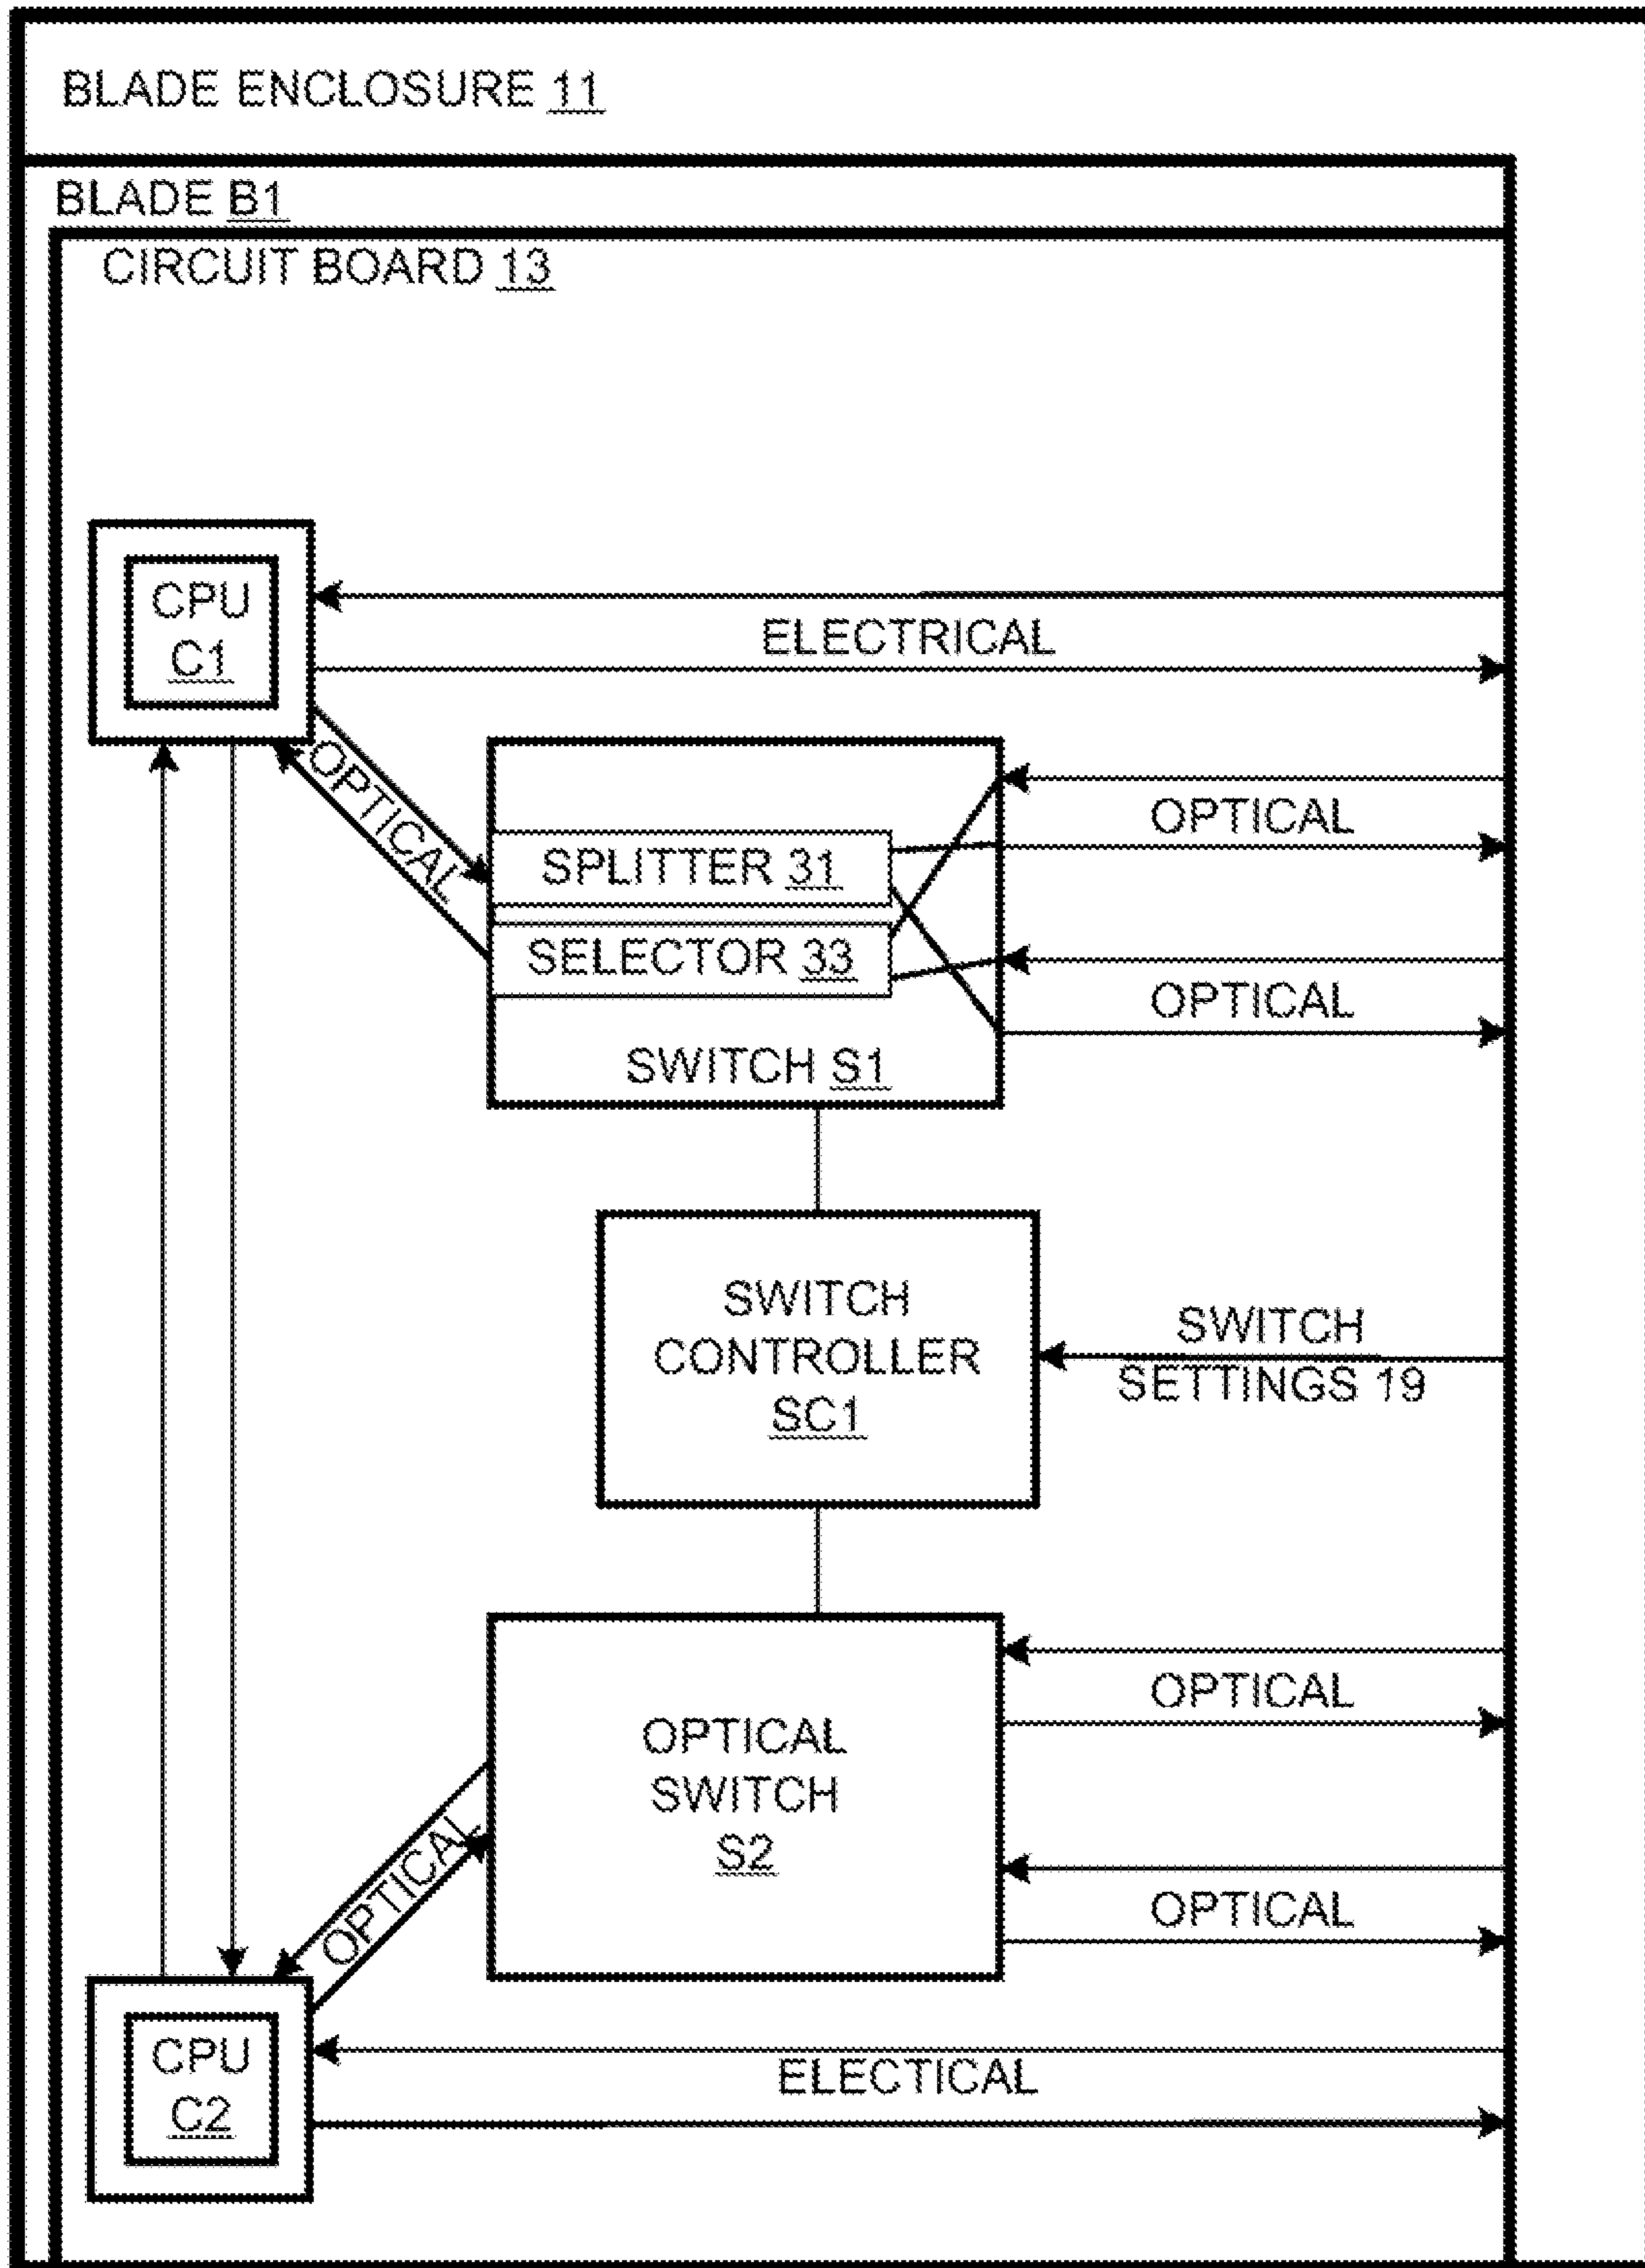 BLADE ENCLOSURE 11
BLADE B1
CIRCUIT BOARD 13
CPU
C1
ELECTRICAL
OPTICAL
OPTICAL
SPLITTER 31
SELECTOR 33
OPTICAL
SWITCH S1
SWITCH
CONTROLLER
SC1
SWITCH
SETTINGS 19
OPTICAL
OPTICAL
SWITCH
S2
OPTICAL
OPTICAL
CPU
C2
ELECTICAL